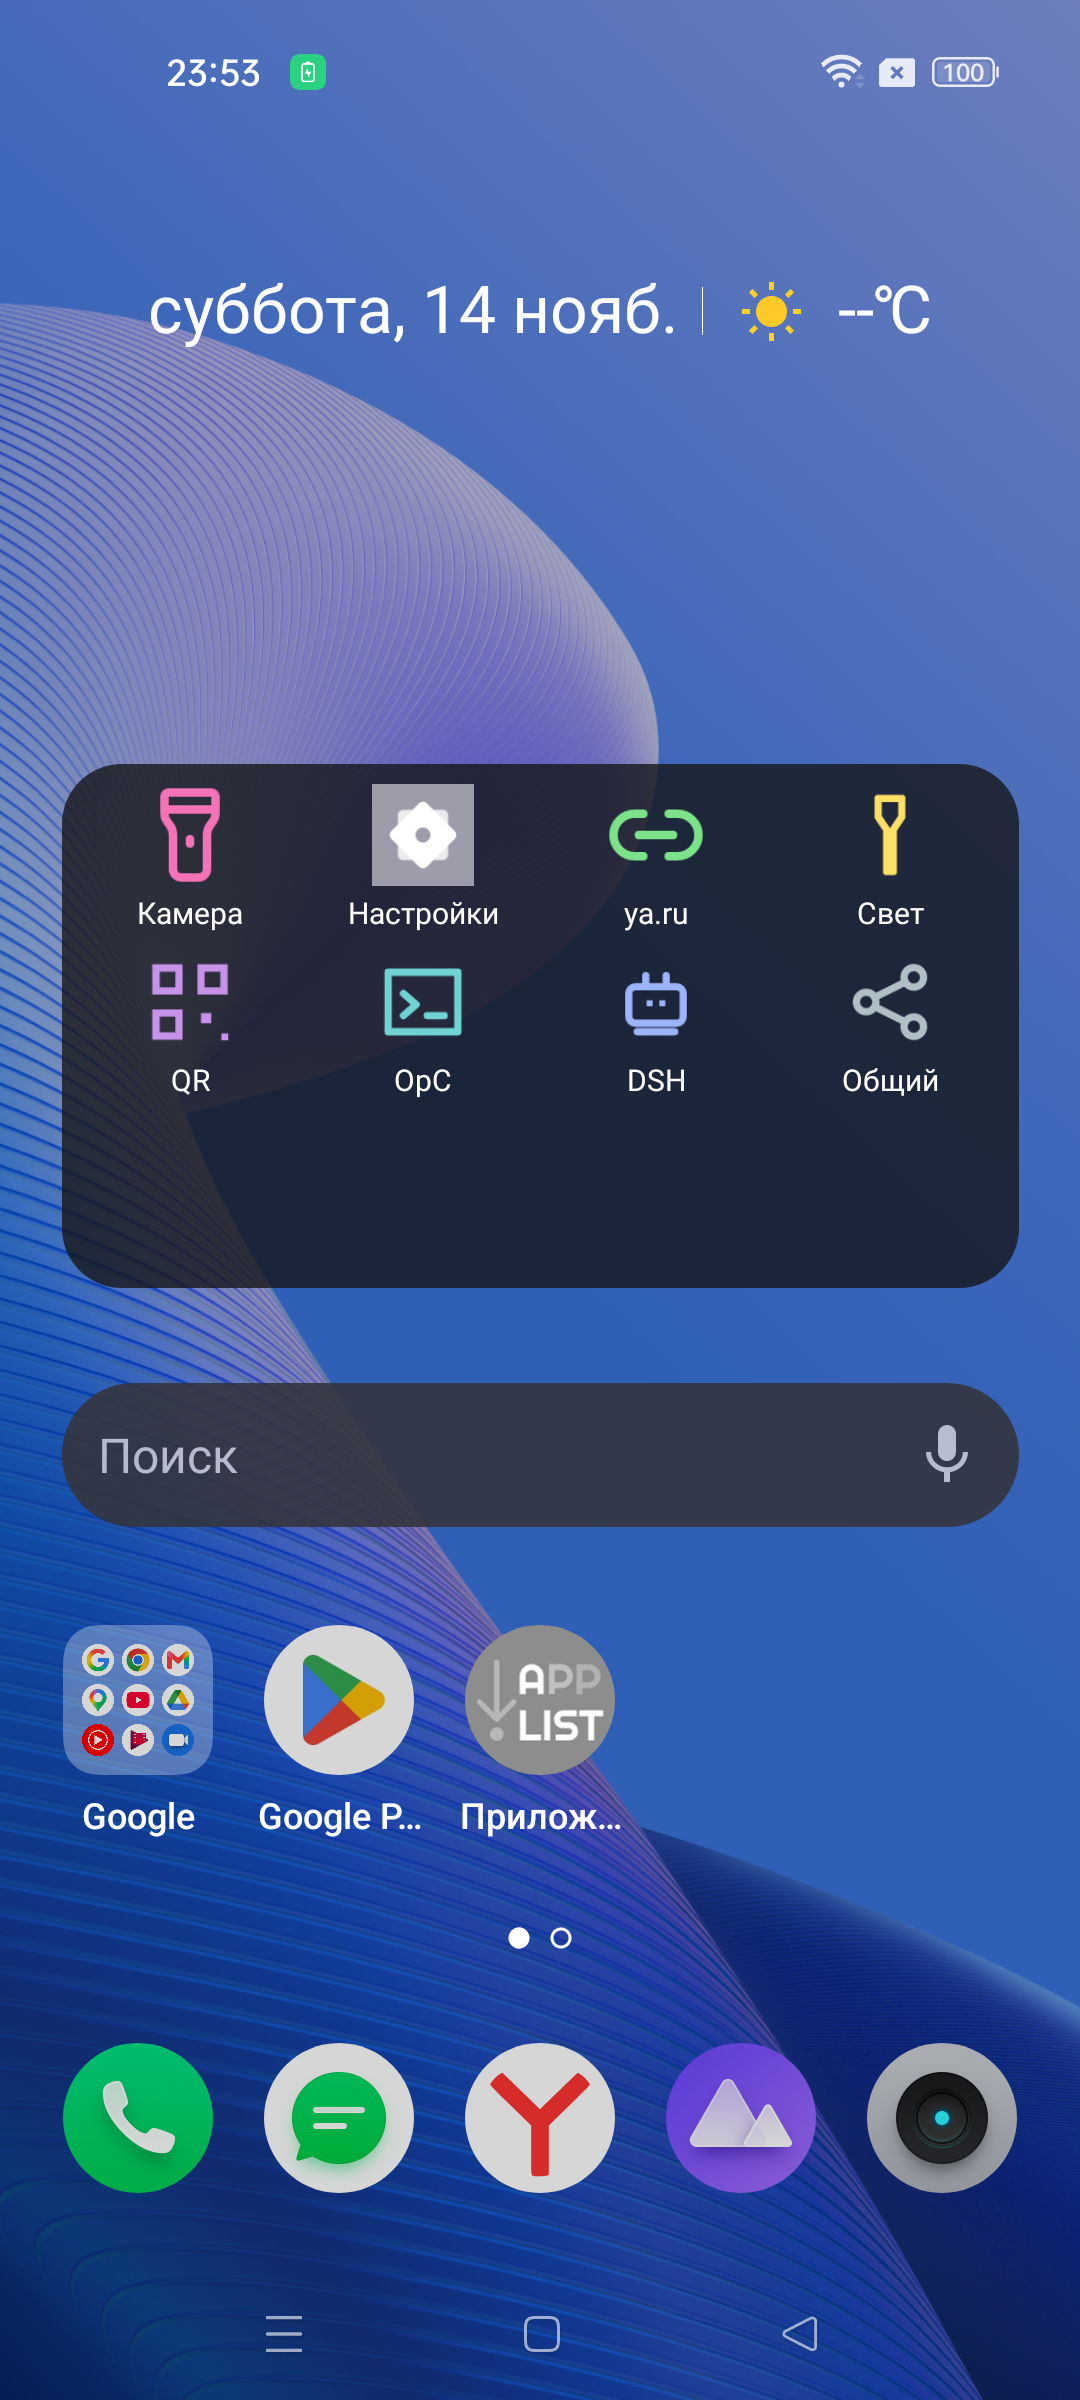 23:53
100
суббота, 14 нояб.
--°C
Камера
Настройки
ya.ru
Свет
QR
OpC
DSH
Общий
Поиск
APP
LIST
Google
Google P...
Прилож...